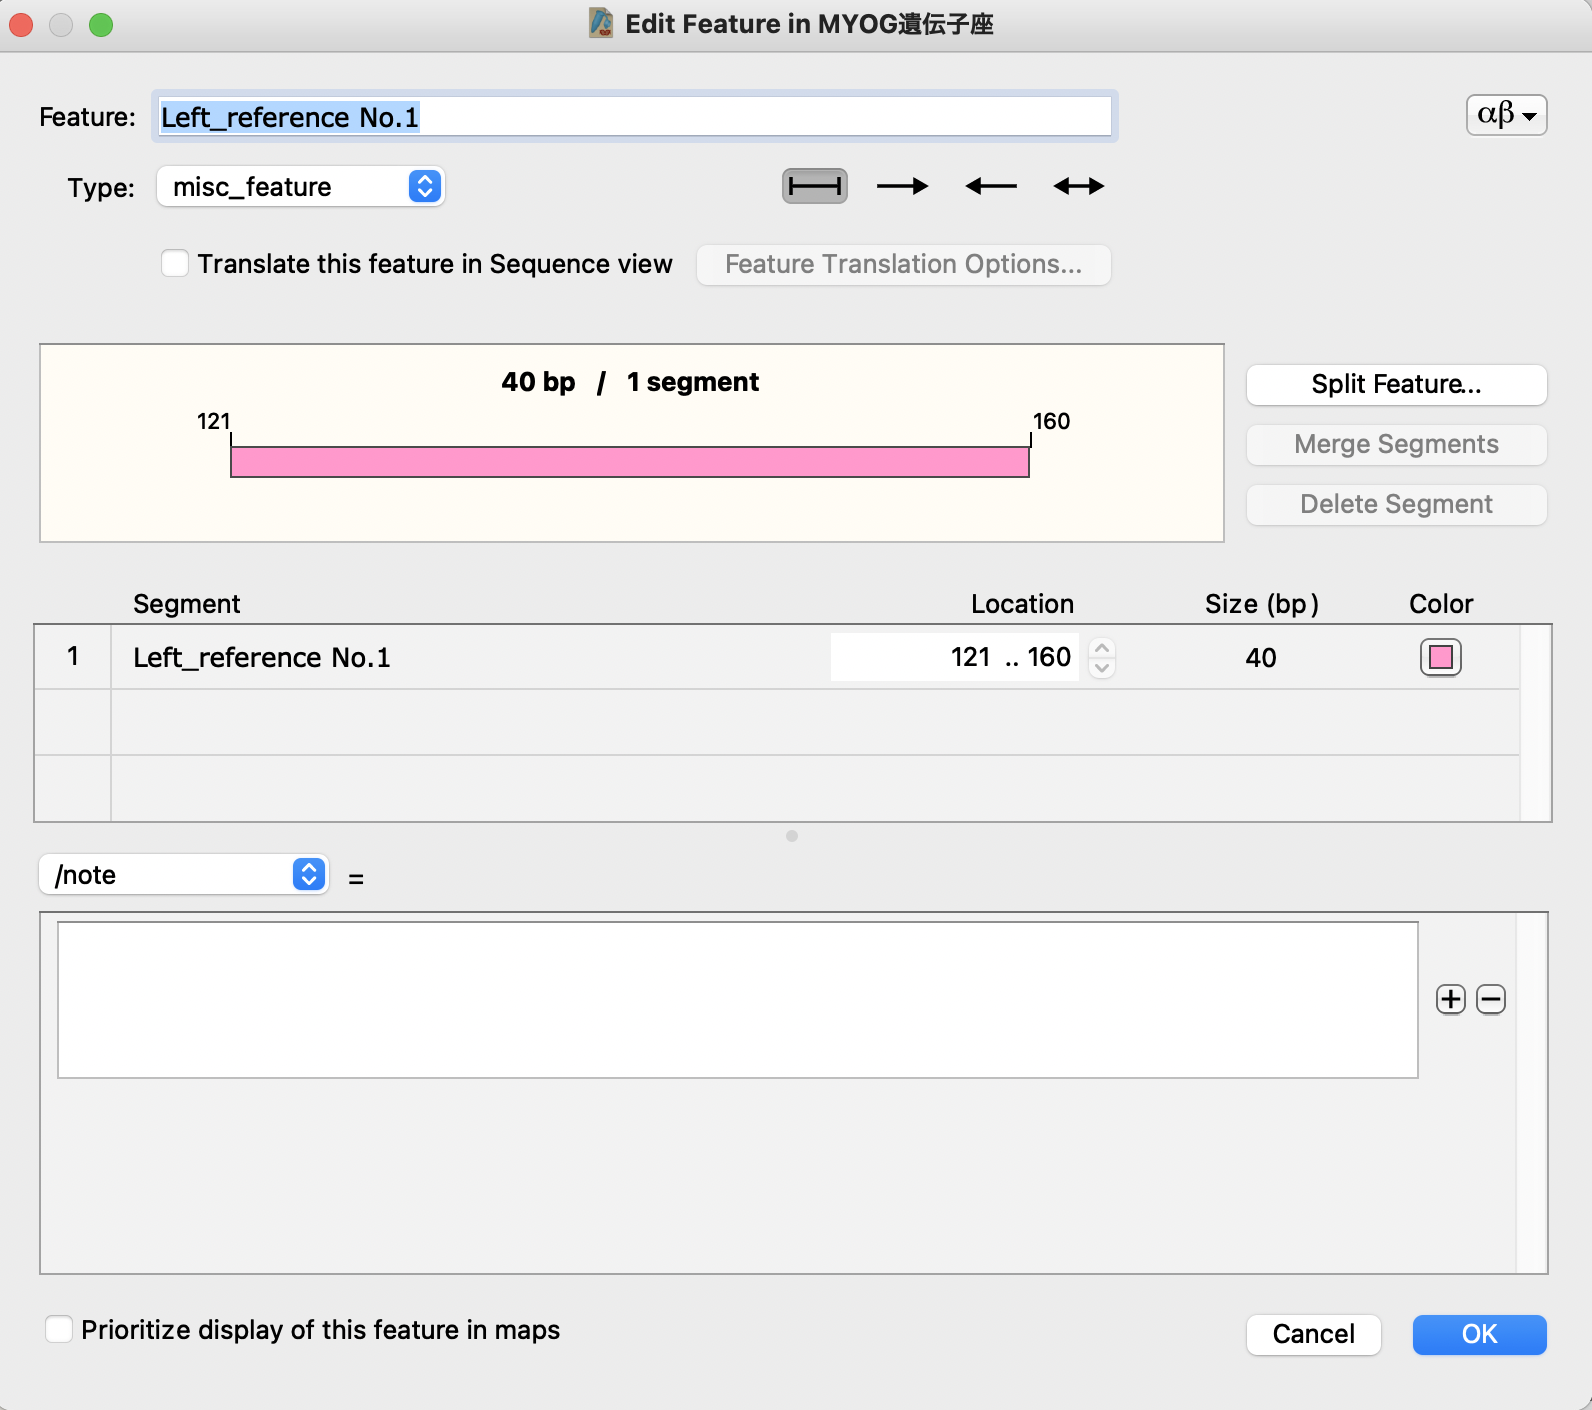 Edit Feature in MYOG遺伝子座
Feature: Left_reference No.1 αβ
Type: misc_feature
Translate this feature in Sequence view Feature Translation Options...
40 bp / 1 segment
121 160
Split Feature...
Merge Segments
Delete Segment
Segment Location Size (bp) Color
1 Left_reference No.1 121 .. 160 40
/note =
Prioritize display of this feature in maps
Cancel OK